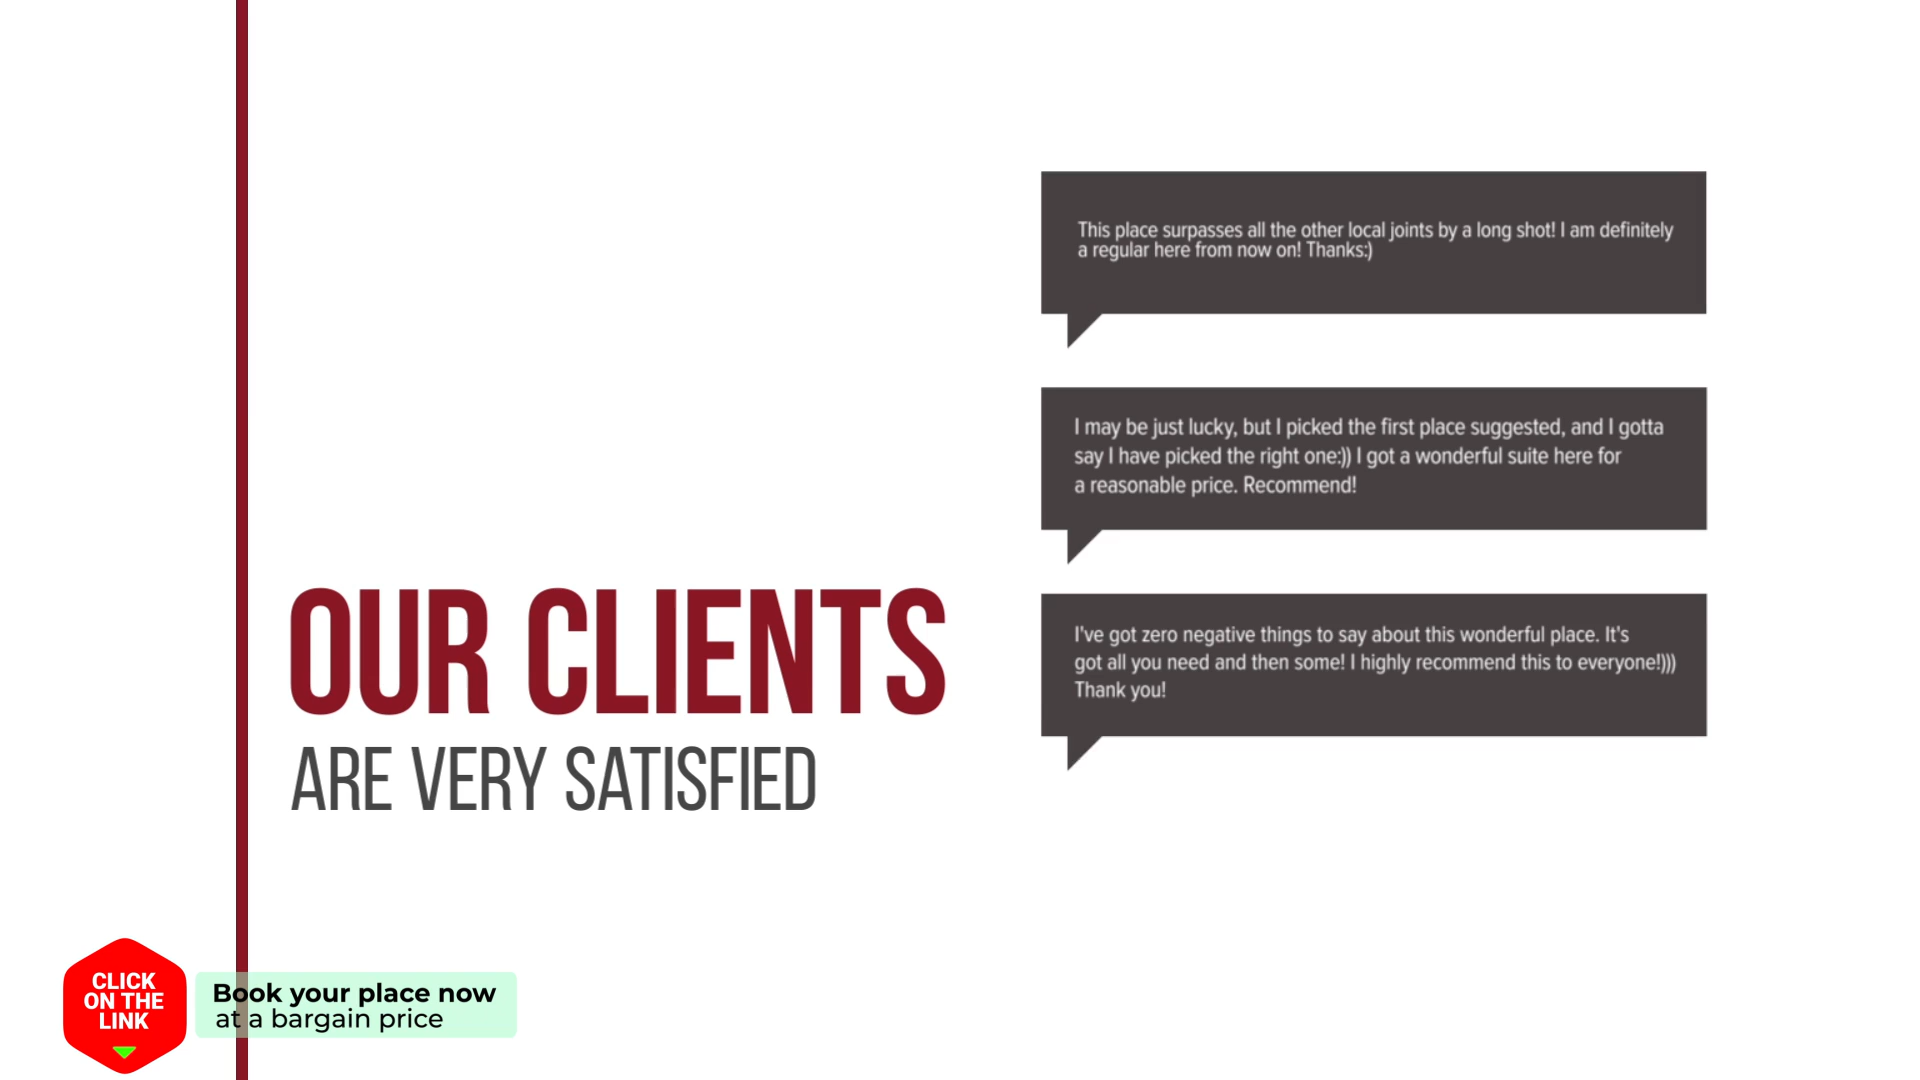 This place surpasses all the other local joints by a long shot! I am definitely
a regular here from now on! Thanks:)
I may be just lucky, but I picked the first place suggested, and I gotta
say I have picked the right one:)) I got a wonderful suite here for
a reasonable price. Recommend!
I've got zero negative things to say about this wonderful place. It's
got all you need and then some! I highly recommend this to everyone!)))
Thank you!
OUR CLIENTS
ARE VERY SATISFIED
CLICK
ON THE
LINK
Book your place now
at a bargain price